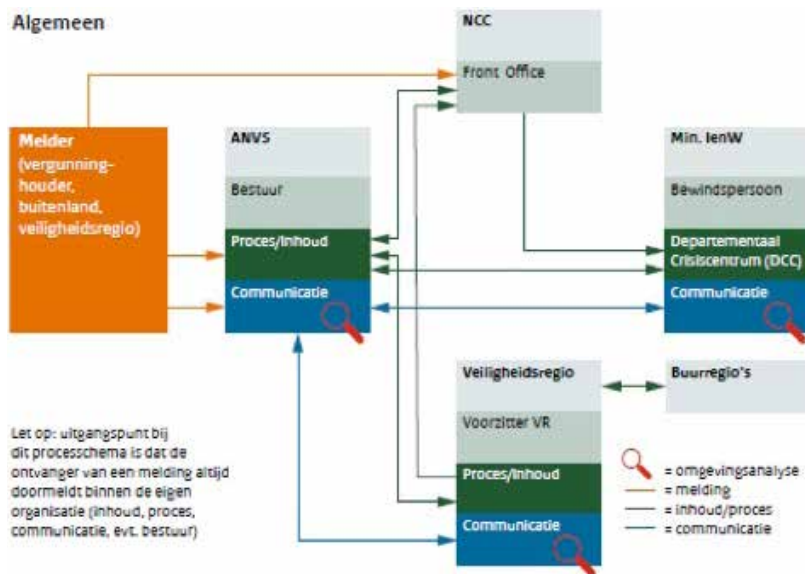 Algemeen
NCC
Front Office
Melder
(vergunning-
houder,
buitenland,
veiligheidsregio)
ANVS
Bestuur
Proces/Inhoud
Communicatie
Min. IenW
Bewindspersoon
Departementaal
Crisiscentrum (DCC)
Communicatie
Veiligheidsregio
Voorzitter VR
Proces/Inhoud
Communicatie
Buurregio's
Let op: uitgangspunt bij
dit processchema is dat de
ontvanger van een melding altijd
doormeldt binnen de eigen
organisatie (inhoud, proces,
communicatie, evt. bestuur)
= omgevingsanalyse
= melding
= inhoud/proces
= communicatie